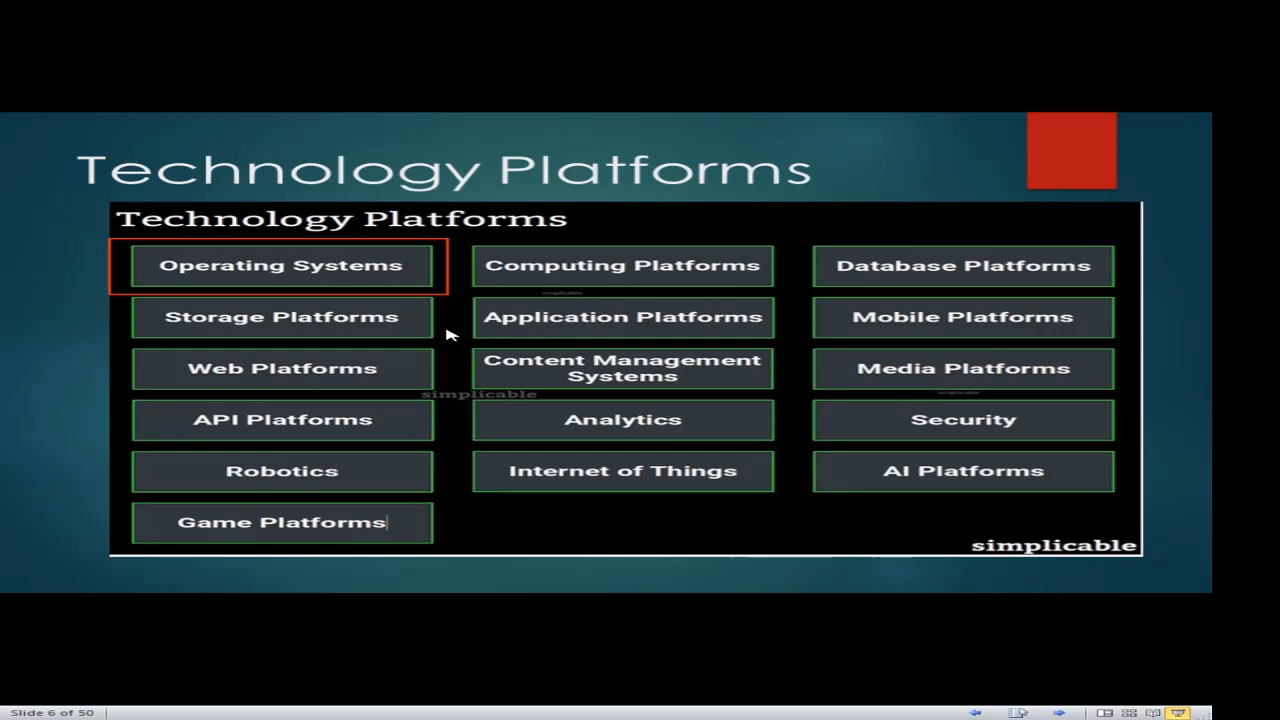 Technology Platforms
Technology Platforms
Operating Systems
Computing Platforms
Database Platforms
simplicable
Storage Platforms
Application Platforms
Mobile Platforms
Web Platforms
Content Management
Systems
Media Platforms
simplicable
simplicable
API Platforms
Analytics
Security
Robotics
Internet of Things
AI Platforms
Game Platforms
simplicable
Slide 6 of 50